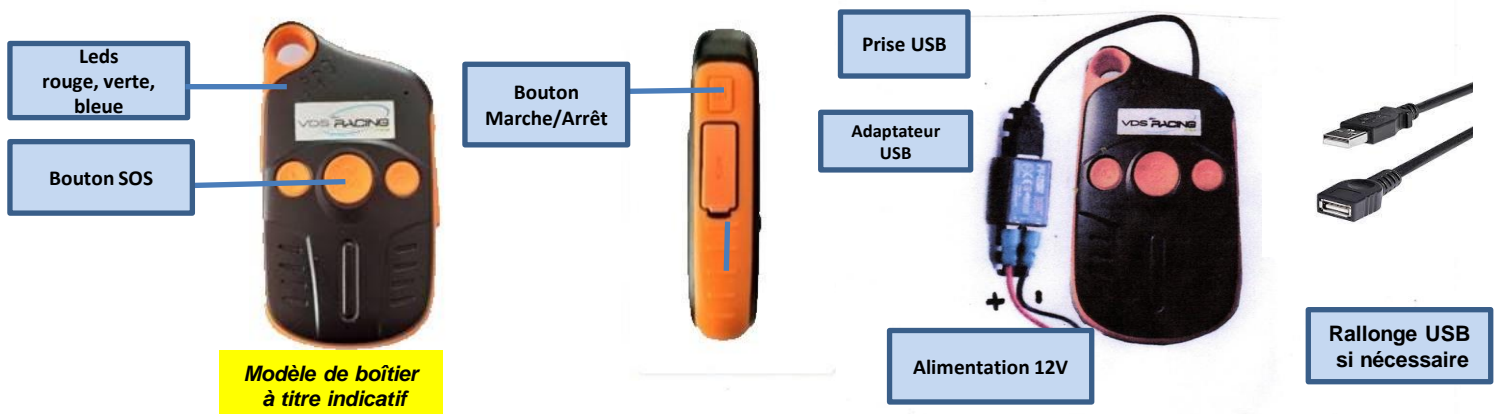 Leds
rouge, verte,
bleue
Bouton SOS
VDS RACING
Modèle de boîtier
à titre indicatif
Bouton
Marche/Arrêt
Prise USB
Adaptateur
USB
VDS RACING
+ -
Alimentation 12V
Rallonge USB
si nécessaire